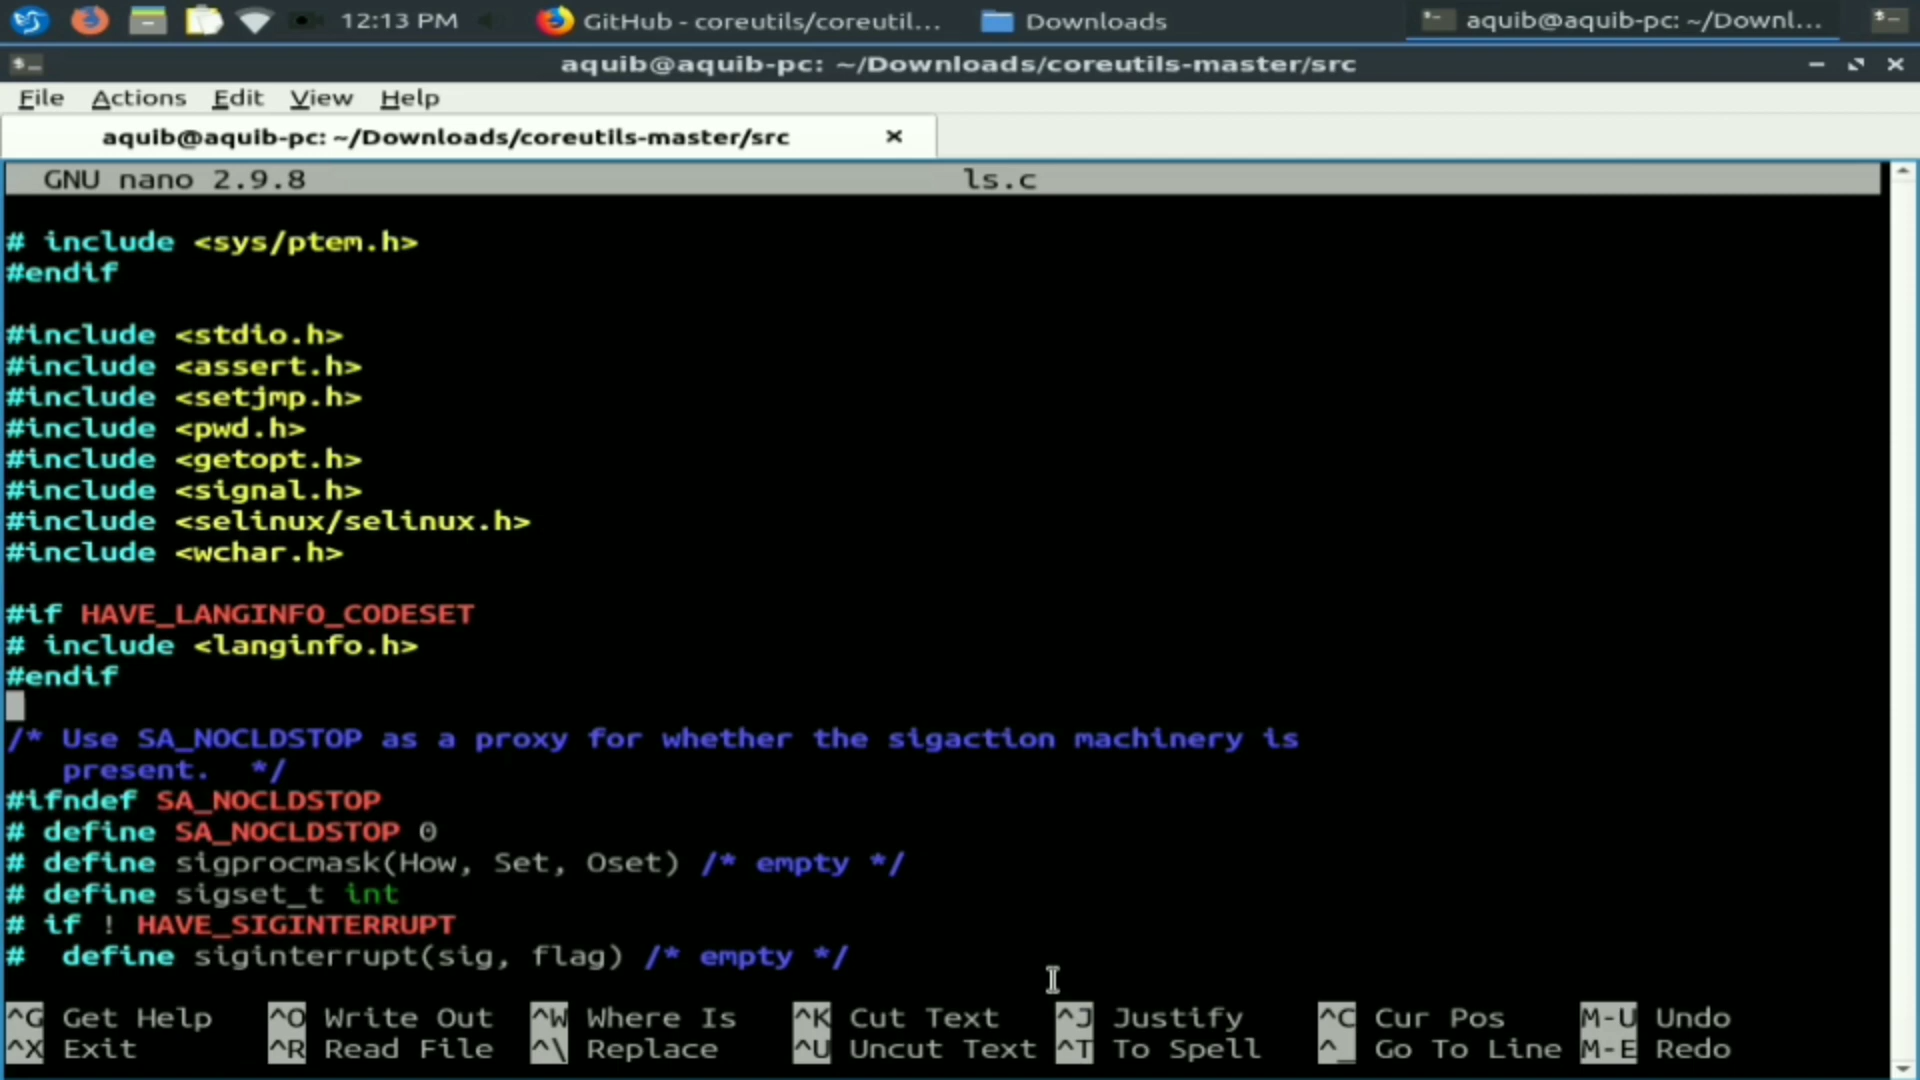 12:13 PM GitHub - coreutils/coreutil... Downloads aquib@aquib-pc: ~/Downl...
aquib@aquib-pc: ~/Downloads/coreutils-master/src
File Actions Edit View Help
aquib@aquib-pc: ~/Downloads/coreutils-master/src
GNU nano 2.9.8 ls.c
# include <sys/ptem.h>
#endif
#include <stdio.h>
#include <assert.h>
#include <setjmp.h>
#include <pwd.h>
#include <getopt.h>
#include <signal.h>
#include <selinux/selinux.h>
#include <wchar.h>
#if HAVE_LANGINFO_CODESET
# include <langinfo.h>
#endif
/* Use SA_NOCLDSTOP as a proxy for whether the sigaction machinery is
present.  */
#ifndef SA_NOCLDSTOP
# define SA_NOCLDSTOP 0
# define sigprocmask(How, Set, Oset) /* empty */
# define sigset_t int
# if ! HAVE_SIGINTERRUPT
#  define siginterrupt(sig, flag) /* empty */
^G Get Help ^O Write Out ^W Where Is ^K Cut Text ^J Justify ^C Cur Pos M-U Undo
^X Exit ^R Read File ^\ Replace ^U Uncut Text ^T To Spell ^_ Go To Line M-E Redo